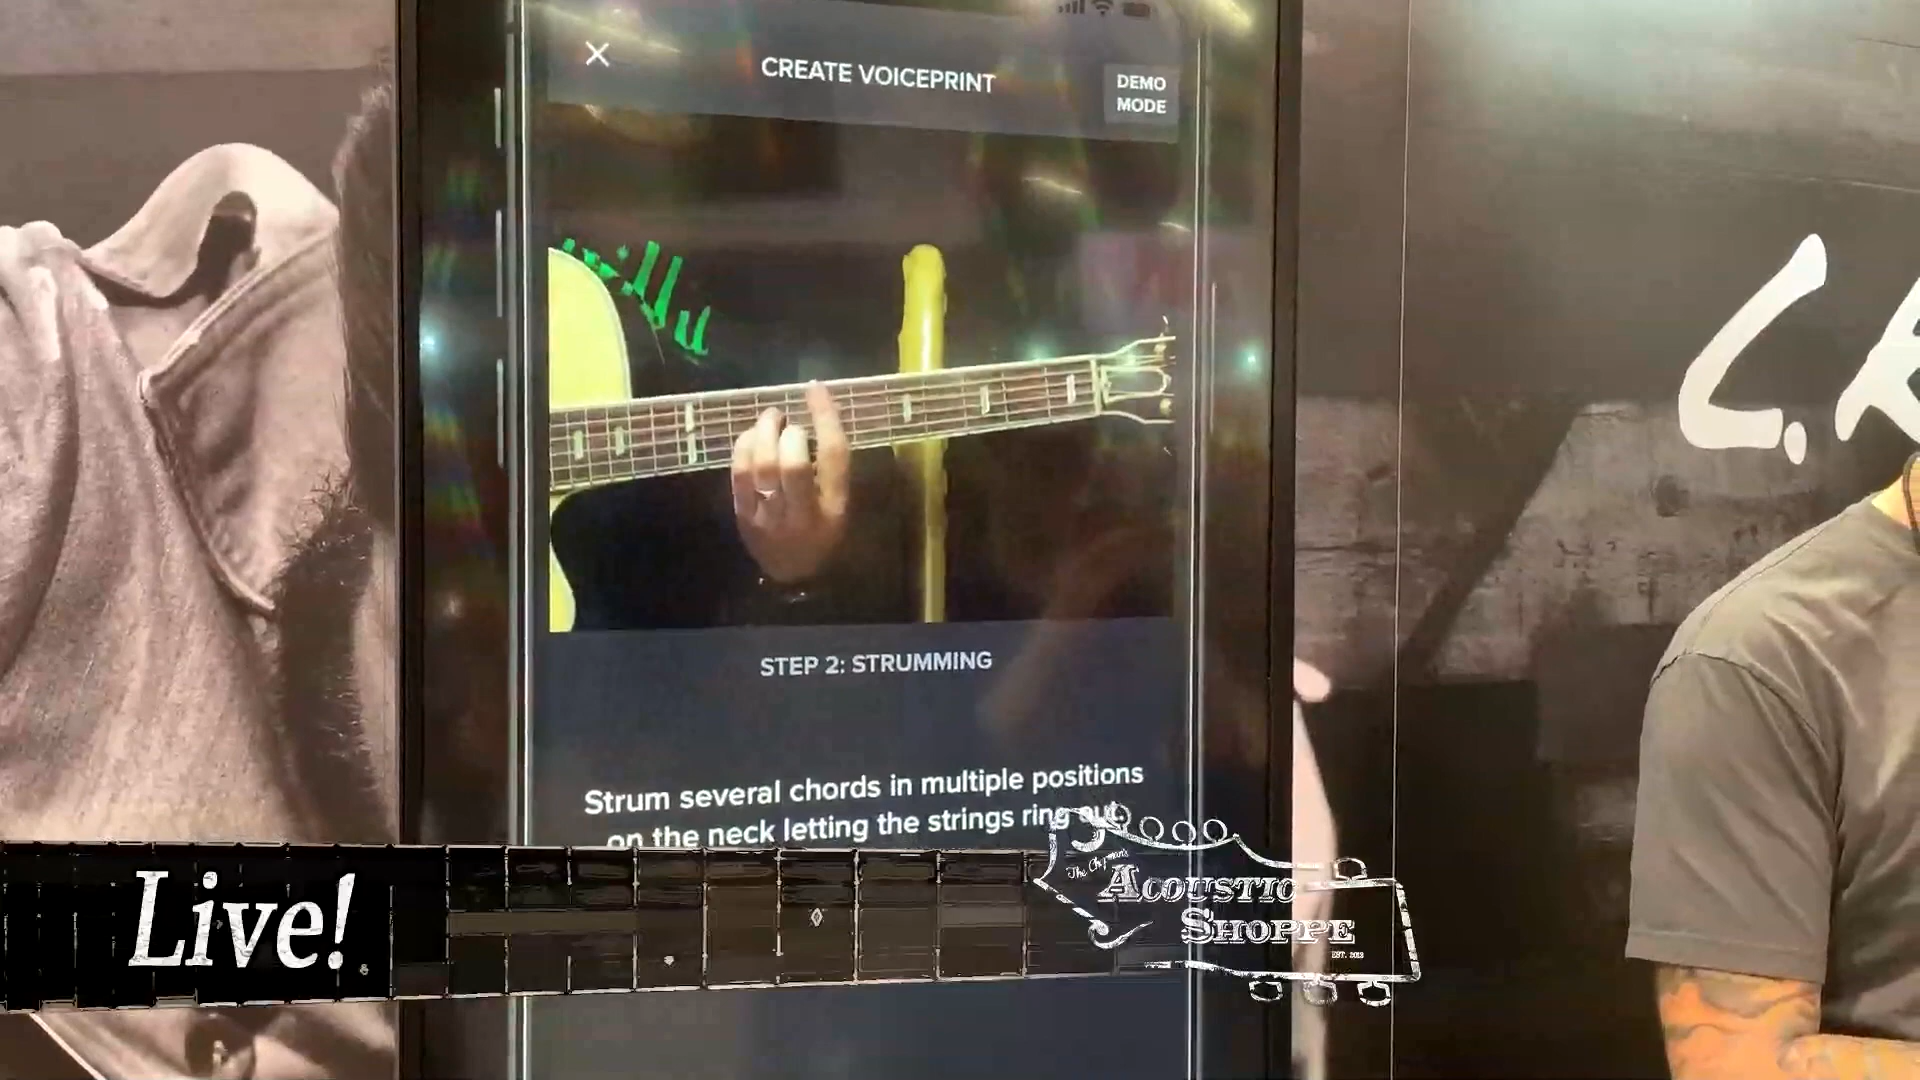 CREATE VOICEPRINT
DEMO
MODE
STEP 2: STRUMMING
Strum several chords in multiple positions
on the neck letting the strings ring out.
Live!
The Chapman's
ACOUSTIC
SHOPPE
EST. 2013